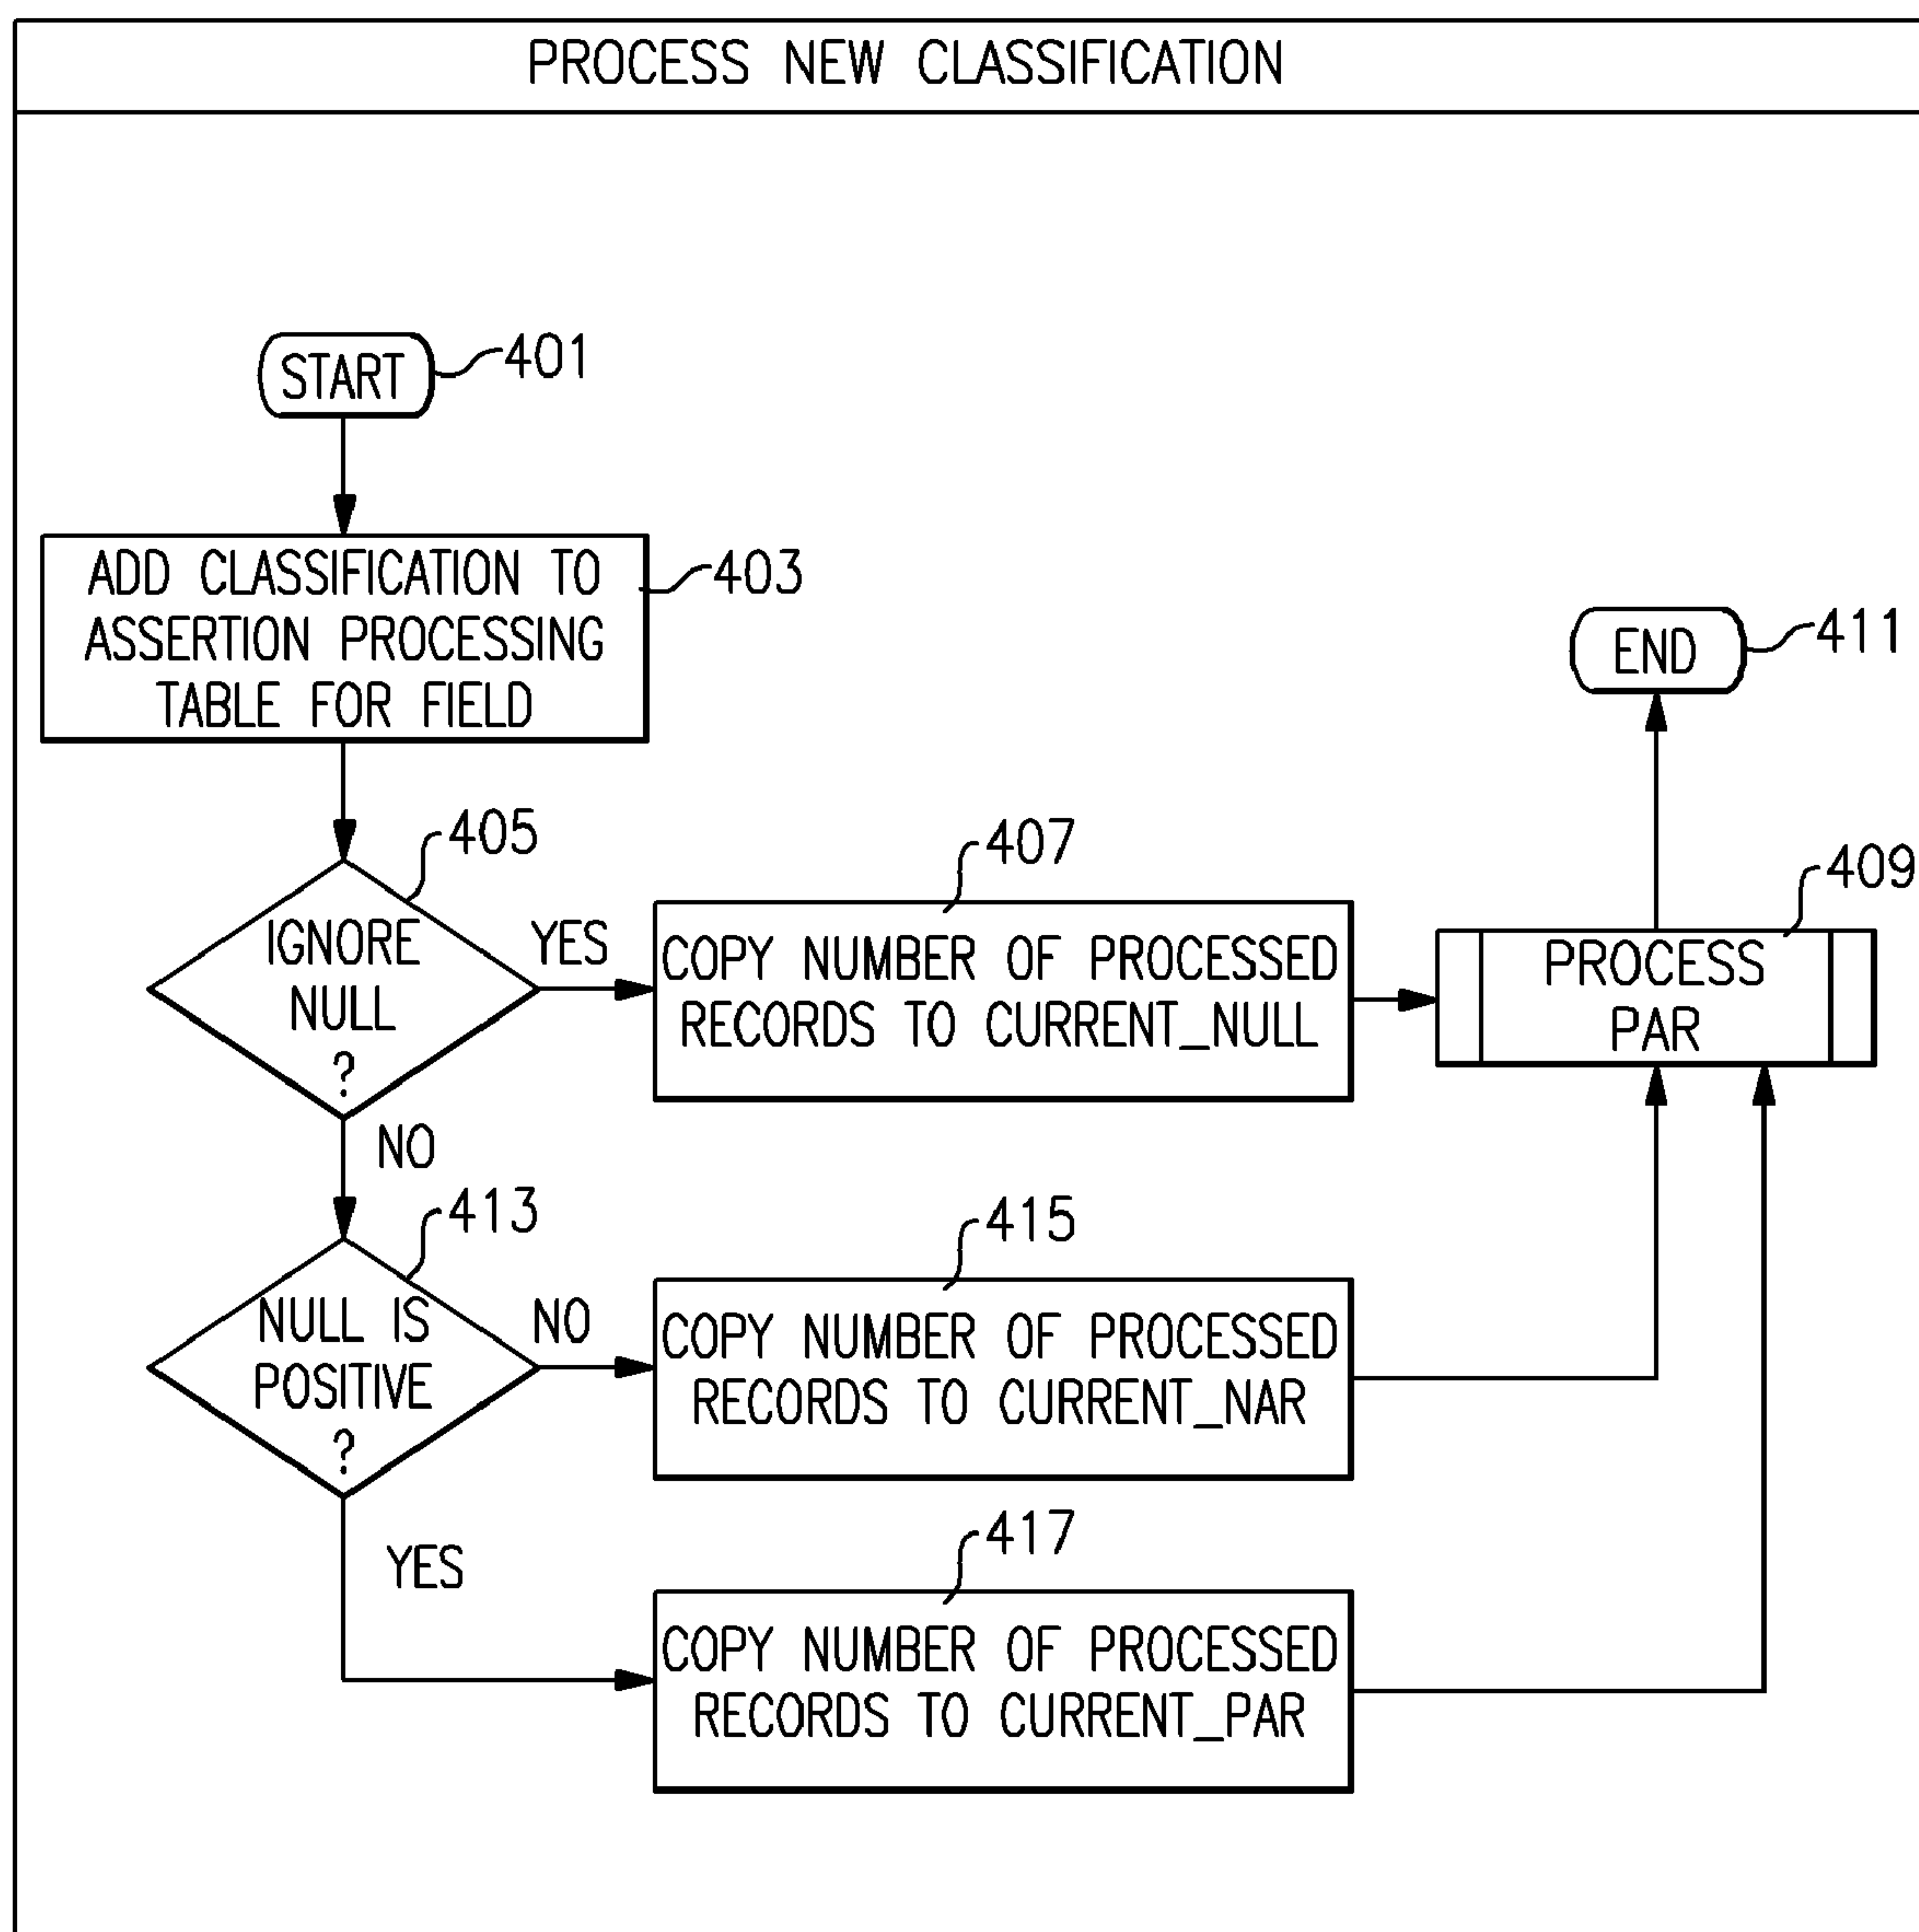 PROCESS NEW CLASSIFICATION
START
401
ADD CLASSIFICATION TO
ASSERTION PROCESSING
TABLE FOR FIELD
403
END
411
405
IGNORE
NULL
?
YES
NO
407
COPY NUMBER OF PROCESSED
RECORDS TO CURRENT_NULL
409
PROCESS
PAR
413
NULL IS
POSITIVE
?
NO
YES
415
COPY NUMBER OF PROCESSED
RECORDS TO CURRENT_NAR
417
COPY NUMBER OF PROCESSED
RECORDS TO CURRENT_PAR